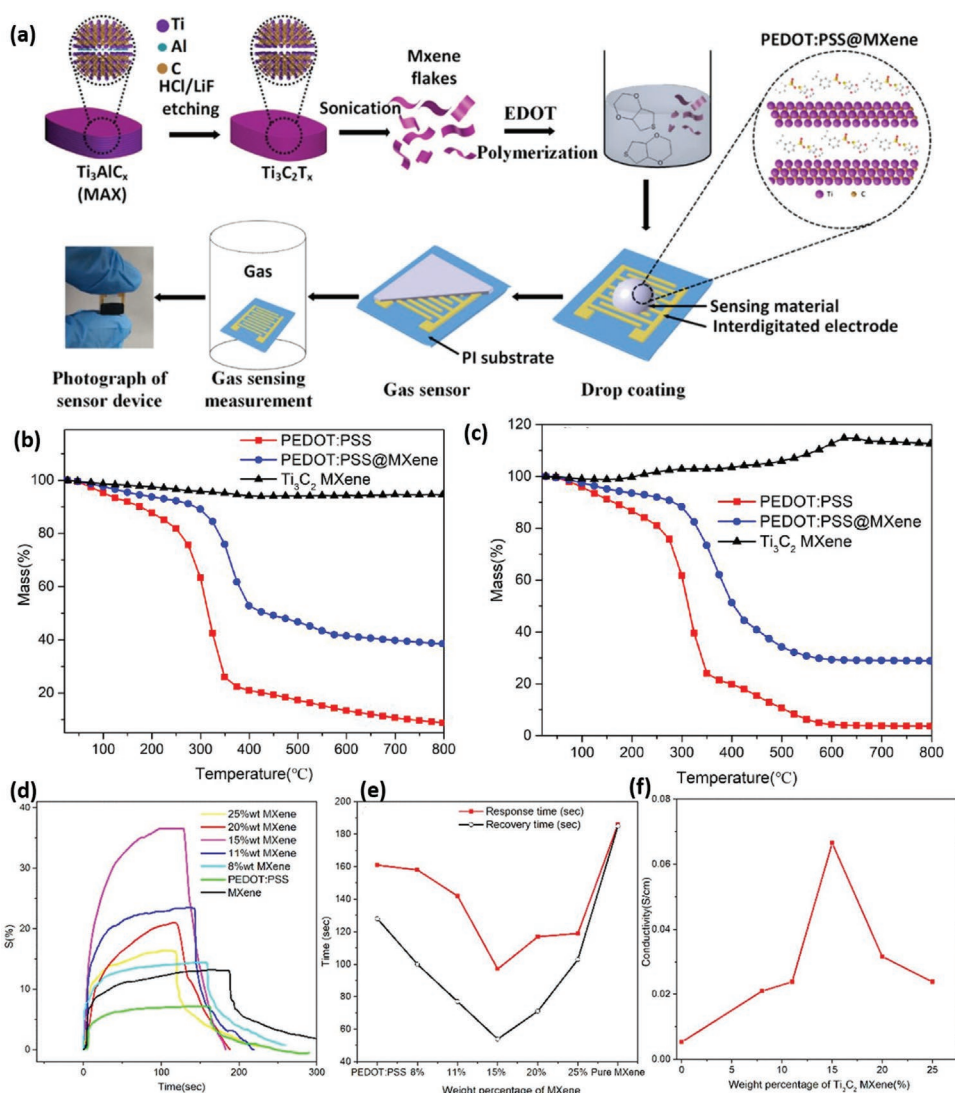 (a)
Ti
Al
C
HCl/LiF
etching
Ti₃AlCₓ
(MAX)
Ti₃C₂Tₓ
Sonication
Mxene
flakes
EDOT
Polymerization
S
S
PEDOT:PSS@MXene
Ti
C
Sensing material
Interdigitated electrode
Drop coating
PI substrate
Gas sensor
Gas
Gas sensing
measurement
Photograph of
sensor device
(b)
PEDOT:PSS
PEDOT:PSS@MXene
Ti₃C₂ MXene
Mass(%)
100
80
60
40
20
100 200 300 400 500 600 700 800
Temperature(℃)
(c)
PEDOT:PSS
PEDOT:PSS@MXene
Ti₃C₂ MXene
Mass(%)
120
100
80
60
40
20
0
100 200 300 400 500 600 700 800
Temperature(℃)
(d)
25%wt MXene
20%wt MXene
15%wt MXene
11%wt MXene
8%wt MXene
PEDOT:PSS
MXene
S(%)
30
20
10
0
0 100 200 300
Time(sec)
(e)
Response time (sec)
Recovery time (sec)
Time (sec)
200
180
160
140
120
100
80
60
40
PEDOT:PSS 8% 11% 15% 20% 25% Pure MXene
Weight percentage of MXene
(f)
Conductivity(S/cm)
0.08
0.06
0.04
0.02
0.00
0 5 10 15 20 25
Weight percentage of Ti₃C₂ MXene(%)